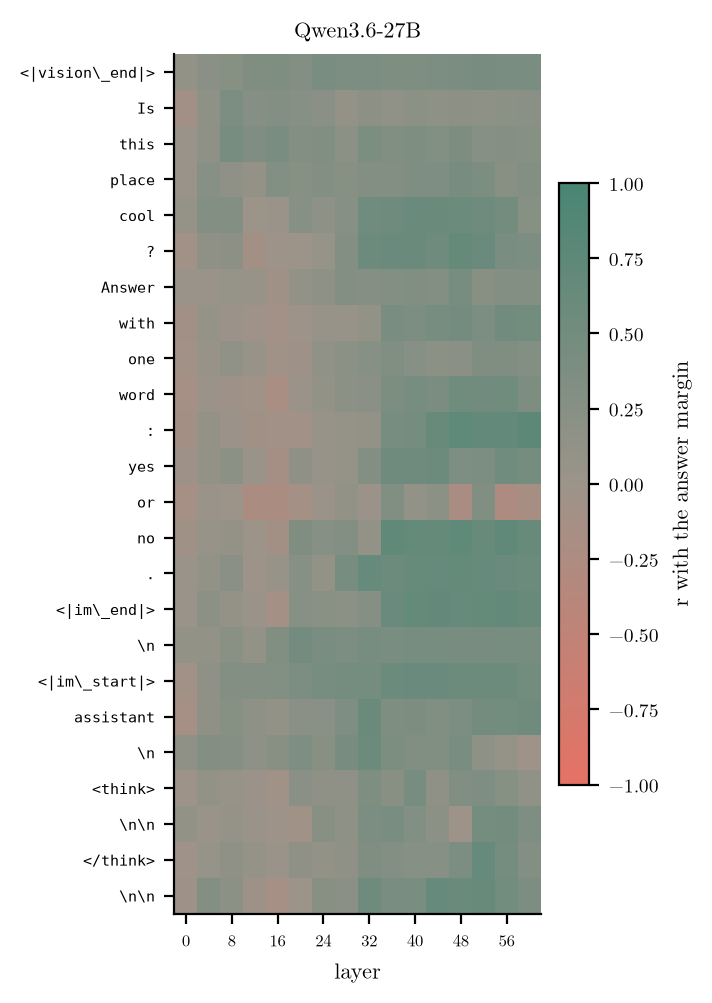 Qwen3.6-27B
<|vision\_end|>
Is
this
place
cool
?
Answer
with
one
word
:
yes
or
no
.
<|im\_end|>
\n
<|im\_start|>
assistant
\n
<think>
\n\n
</think>
\n\n
0 8 16 24 32 40 48 56
layer
1.00
0.75
0.50
0.25
0.00
−0.25
−0.50
−0.75
−1.00
r with the answer margin